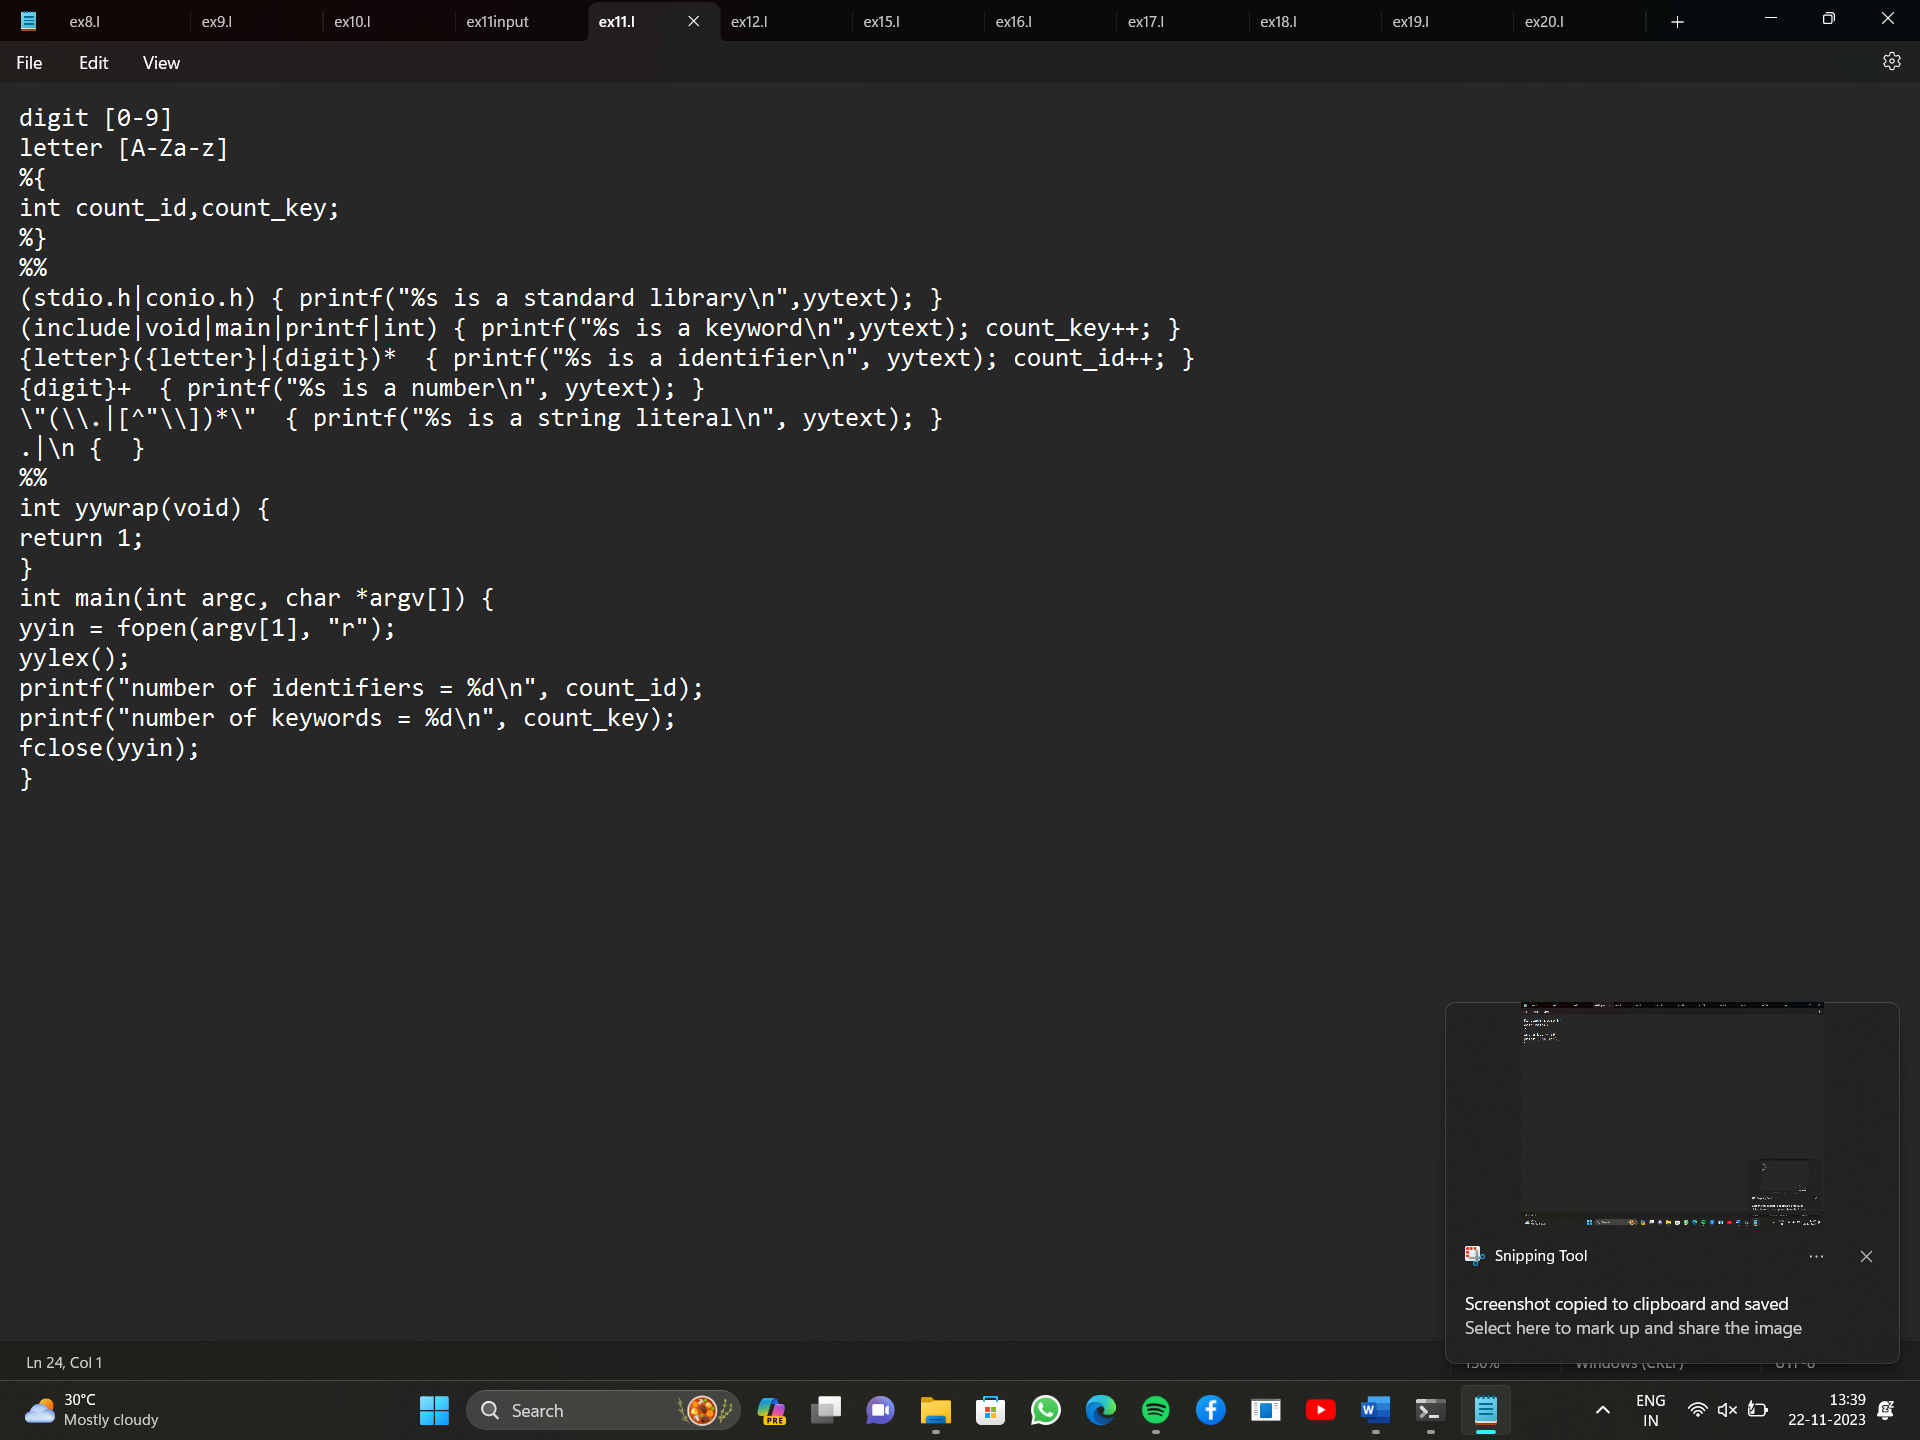 ex8.l ex9.l ex10.l ex11input ex11.l ex12.l ex15.l ex16.l ex17.l ex18.l ex19.l ex20.l
File Edit View
digit [0-9]
letter [A-Za-z]
%{
int count_id,count_key;
%}
%%
(stdio.h|conio.h) { printf("%s is a standard library\n",yytext); }
(include|void|main|printf|int) { printf("%s is a keyword\n",yytext); count_key++; }
{letter}({letter}|{digit})*  { printf("%s is a identifier\n", yytext); count_id++; }
{digit}+  { printf("%s is a number\n", yytext); }
\"(\\.|[^"\\])*\"  { printf("%s is a string literal\n", yytext); }
.|\n {  }
%%
int yywrap(void) {
return 1;
}
int main(int argc, char *argv[]) {
yyin = fopen(argv[1], "r");
yylex();
printf("number of identifiers = %d\n", count_id);
printf("number of keywords = %d\n", count_key);
fclose(yyin);
}
Snipping Tool
Screenshot copied to clipboard and saved
Select here to mark up and share the image
Ln 24, Col 1 130% Windows (CRLF) UTF-8
30°C
Mostly cloudy
Search
PRE
ENG
IN
13:39
22-11-2023